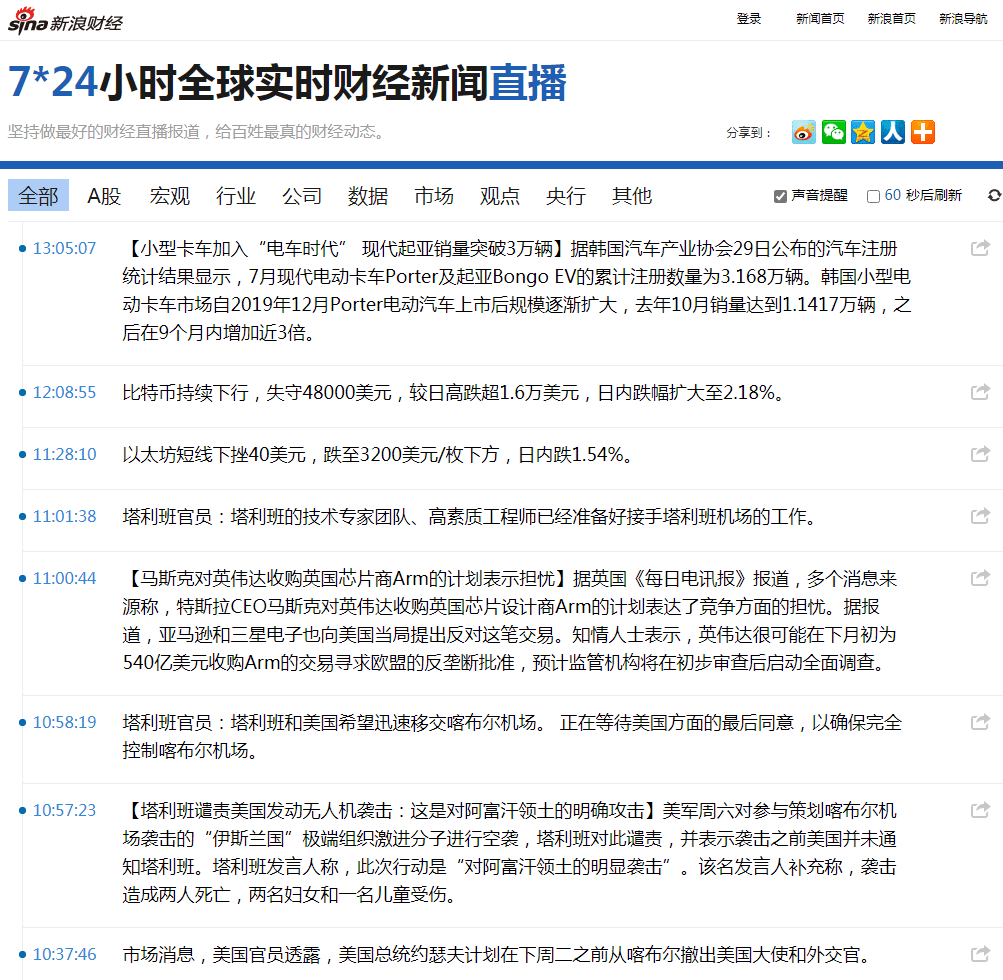 sina新浪财经
登录 新闻首页 新浪首页 新浪导航
7*24小时全球实时财经新闻直播
坚持做最好的财经直播报道，给百姓最真的财经动态。
分享到：
全部 A股 宏观 行业 公司 数据 市场 观点 央行 其他 声音提醒 60 秒后刷新
13:05:07 【小型卡车加入“电车时代” 现代起亚销量突破3万辆】据韩国汽车产业协会29日公布的汽车注册
统计结果显示，7月现代电动卡车Porter及起亚Bongo EV的累计注册数量为3.168万辆。韩国小型电
动卡车市场自2019年12月Porter电动汽车上市后规模逐渐扩大，去年10月销量达到1.1417万辆，之
后在9个月内增加近3倍。
12:08:55 比特币持续下行，失守48000美元，较日高跌超1.6万美元，日内跌幅扩大至2.18%。
11:28:10 以太坊短线下挫40美元，跌至3200美元/枚下方，日内跌1.54%。
11:01:38 塔利班官员：塔利班的技术专家团队、高素质工程师已经准备好接手塔利班机场的工作。
11:00:44 【马斯克对英伟达收购英国芯片商Arm的计划表示担忧】据英国《每日电讯报》报道，多个消息来
源称，特斯拉CEO马斯克对英伟达收购英国芯片设计商Arm的计划表达了竞争方面的担忧。据报
道，亚马逊和三星电子也向美国当局提出反对这笔交易。知情人士表示，英伟达很可能在下月初为
540亿美元收购Arm的交易寻求欧盟的反垄断批准，预计监管机构将在初步审查后启动全面调查。
10:58:19 塔利班官员：塔利班和美国希望迅速移交喀布尔机场。 正在等待美国方面的最后同意，以确保完全
控制喀布尔机场。
10:57:23 【塔利班谴责美国发动无人机袭击：这是对阿富汗领土的明确攻击】美军周六对参与策划喀布尔机
场袭击的“伊斯兰国”极端组织激进分子进行空袭，塔利班对此谴责，并表示袭击之前美国并未通
知塔利班。塔利班发言人称，此次行动是“对阿富汗领土的明显袭击”。该名发言人补充称，袭击
造成两人死亡，两名妇女和一名儿童受伤。
10:37:46 市场消息，美国官员透露，美国总统约瑟夫计划在下周二之前从喀布尔撤出美国大使和外交官。